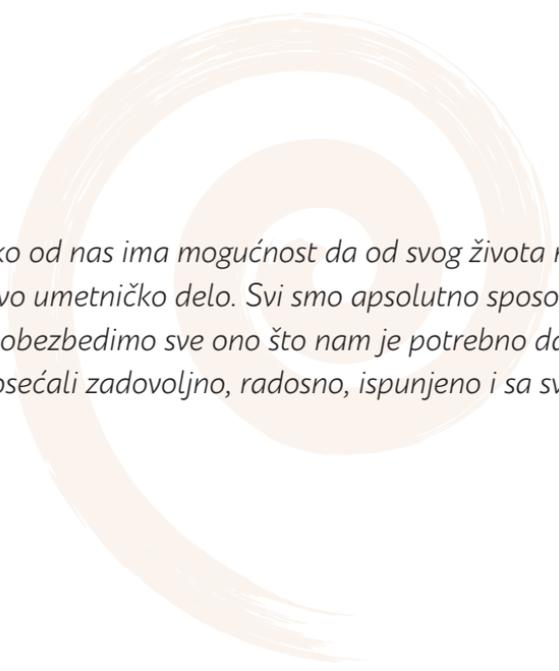 ko od nas ima mogućnost da od svog života
vo umetničko delo. Svi smo apsolutno sposo
obezbedimo sve ono što nam je potrebno da
osećali zadovoljno, radosno, ispunjeno i sa sv